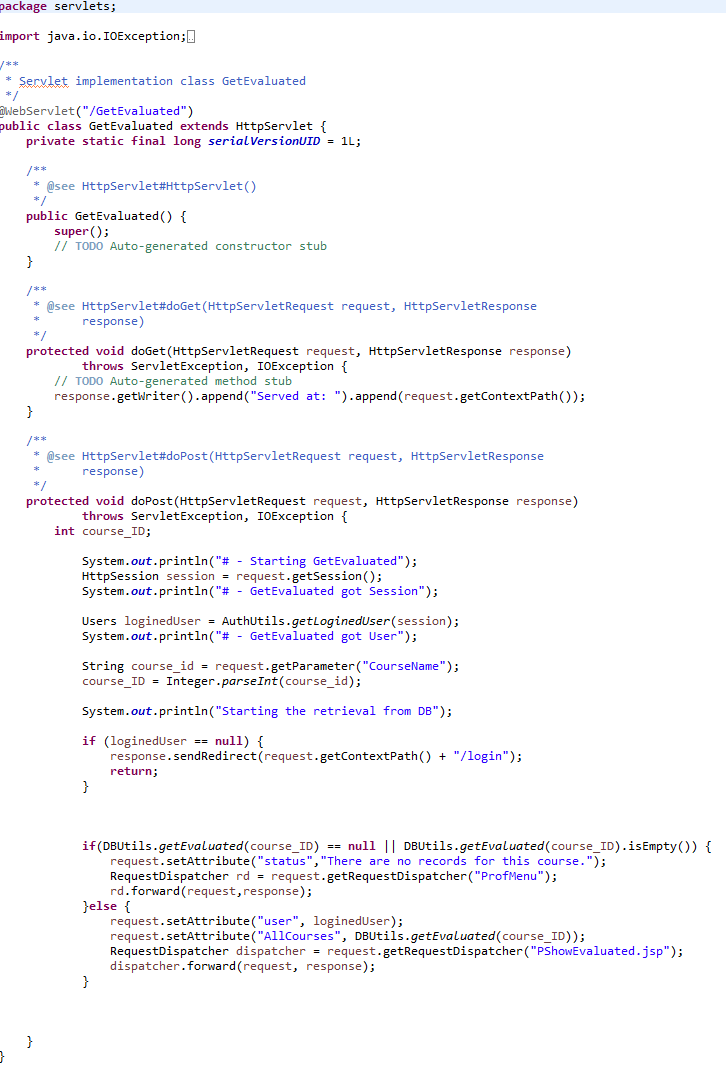 package servlets;
import java.io.IOException;
/**
 * Servlet implementation class GetEvaluated
 */
@WebServlet("/GetEvaluated")
public class GetEvaluated extends HttpServlet {
    private static final long serialVersionUID = 1L;
    /**
     * @see HttpServlet#HttpServlet()
     */
    public GetEvaluated() {
        super();
        // TODO Auto-generated constructor stub
    }
    /**
     * @see HttpServlet#doGet(HttpServletRequest request, HttpServletResponse
     *      response)
     */
    protected void doGet(HttpServletRequest request, HttpServletResponse response)
            throws ServletException, IOException {
        // TODO Auto-generated method stub
        response.getWriter().append("Served at: ").append(request.getContextPath());
    }
    /**
     * @see HttpServlet#doPost(HttpServletRequest request, HttpServletResponse
     *      response)
     */
    protected void doPost(HttpServletRequest request, HttpServletResponse response)
            throws ServletException, IOException {
        int course_ID;
            System.out.println("# - Starting GetEvaluated");
            HttpSession session = request.getSession();
            System.out.println("# - GetEvaluated got Session");
            Users loginedUser = AuthUtils.getLoginedUser(session);
            System.out.println("# - GetEvaluated got User");
            String course_id = request.getParameter("CourseName");
            course_ID = Integer.parseInt(course_id);
            System.out.println("Starting the retrieval from DB");
            if (loginedUser == null) {
                response.sendRedirect(request.getContextPath() + "/login");
                return;
            }
            if(DBUtils.getEvaluated(course_ID) == null || DBUtils.getEvaluated(course_ID).isEmpty()) {
                request.setAttribute("status","There are no records for this course.");
                RequestDispatcher rd = request.getRequestDispatcher("ProfMenu");
                rd.forward(request,response);
            }else {
                request.setAttribute("user", loginedUser);
                request.setAttribute("AllCourses", DBUtils.getEvaluated(course_ID));
                RequestDispatcher dispatcher = request.getRequestDispatcher("PShowEvaluated.jsp");
                dispatcher.forward(request, response);
            }
    }
}